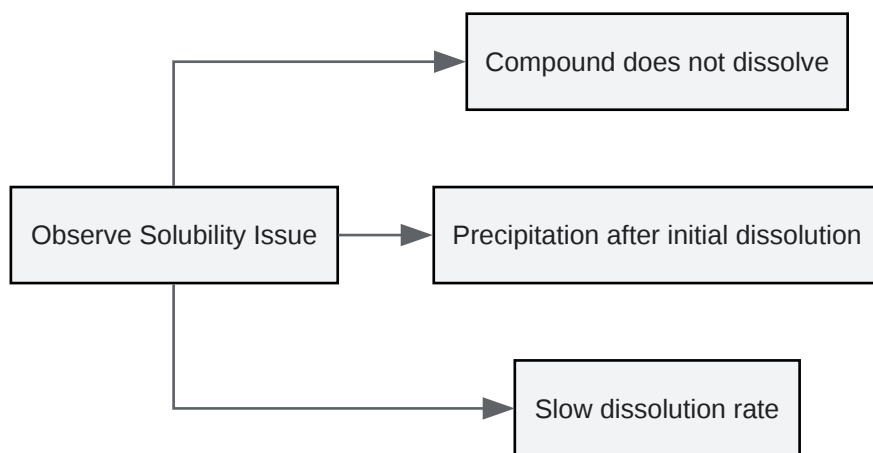 Compound does not dissolve
Observe Solubility Issue
Precipitation after initial dissolution
Slow dissolution rate